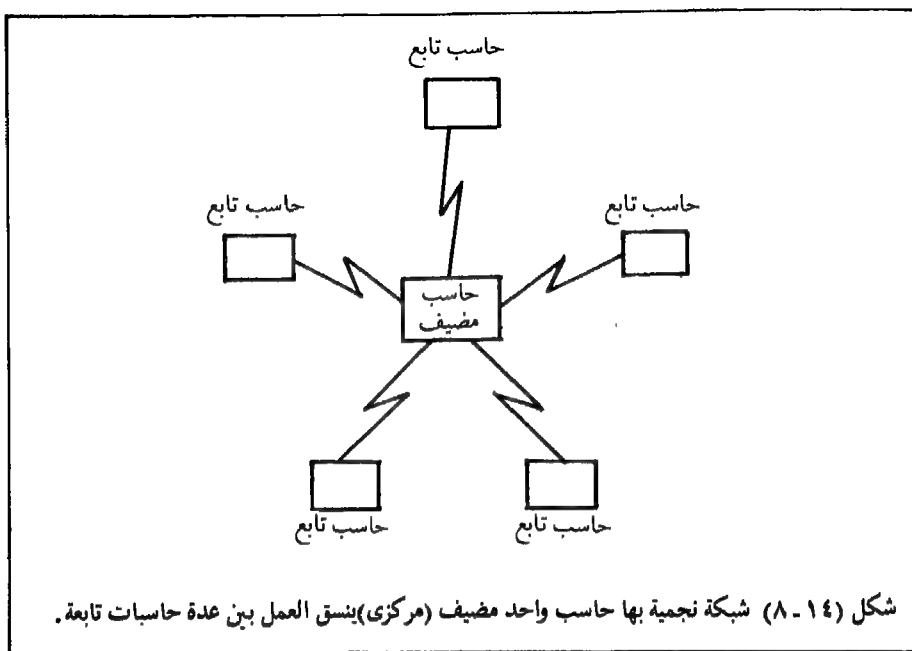 حاسب تابع
حاسب تابع
حاسب تابع
حاسب
مضيف
حاسب تابع
حاسب تابع
شكل (١٤ ـ ٨) شبكة نجمية بها حاسب واحد مضيف (مركزى)ينسق العمل بين عدة حاسبات تابعة.